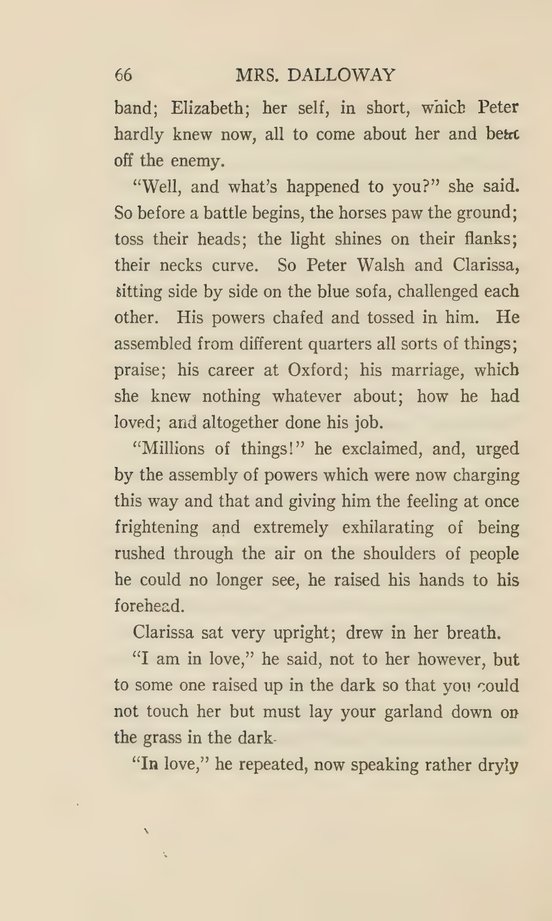 66 MRS. DALLOWAY
band; Elizabeth; her self, in short, which Peter
hardly knew now, all to come about her and beat
off the enemy.
"Well, and what's happened to you?" she said.
So before a battle begins, the horses paw the ground;
toss their heads; the light shines on their flanks;
their necks curve. So Peter Walsh and Clarissa,
sitting side by side on the blue sofa, challenged each
other. His powers chafed and tossed in him. He
assembled from different quarters all sorts of things;
praise; his career at Oxford; his marriage, which
she knew nothing whatever about; how he had
loved; and altogether done his job.
"Millions of things!" he exclaimed, and, urged
by the assembly of powers which were now charging
this way and that and giving him the feeling at once
frightening and extremely exhilarating of being
rushed through the air on the shoulders of people
he could no longer see, he raised his hands to his
forehead.
Clarissa sat very upright; drew in her breath.
"I am in love," he said, not to her however, but
to some one raised up in the dark so that you could
not touch her but must lay your garland down on
the grass in the dark.
"In love," he repeated, now speaking rather dryly